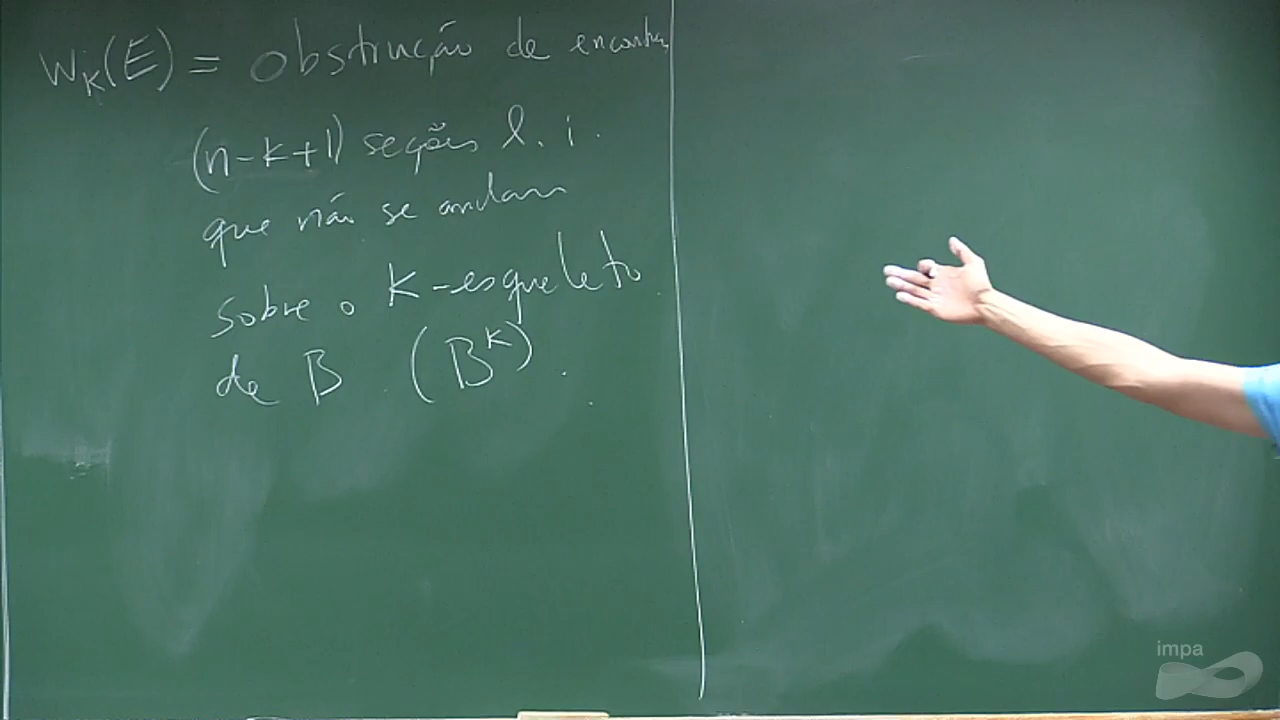 w_k(E) = obstrução de encontrar
(n-k+1) seções l. i.
que não se anulam
sobre o k-esqueleto
de B (B^k).
impa